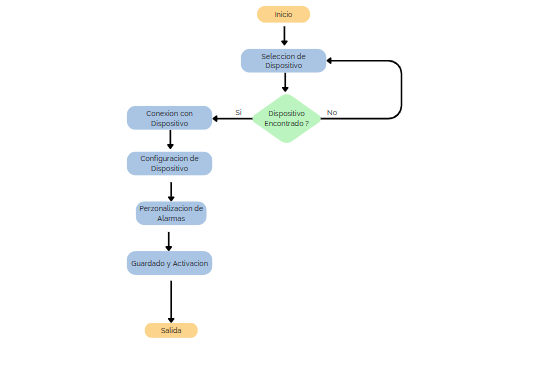 Inicio
Seleccion de
Dispositivo
Dispositivo
Encontrado ?
Si
No
Conexion con
Dispositivo
Configuracion de
Dispositivo
Perzonalizacion de
Alarmas
Guardado y Activacion
Salida